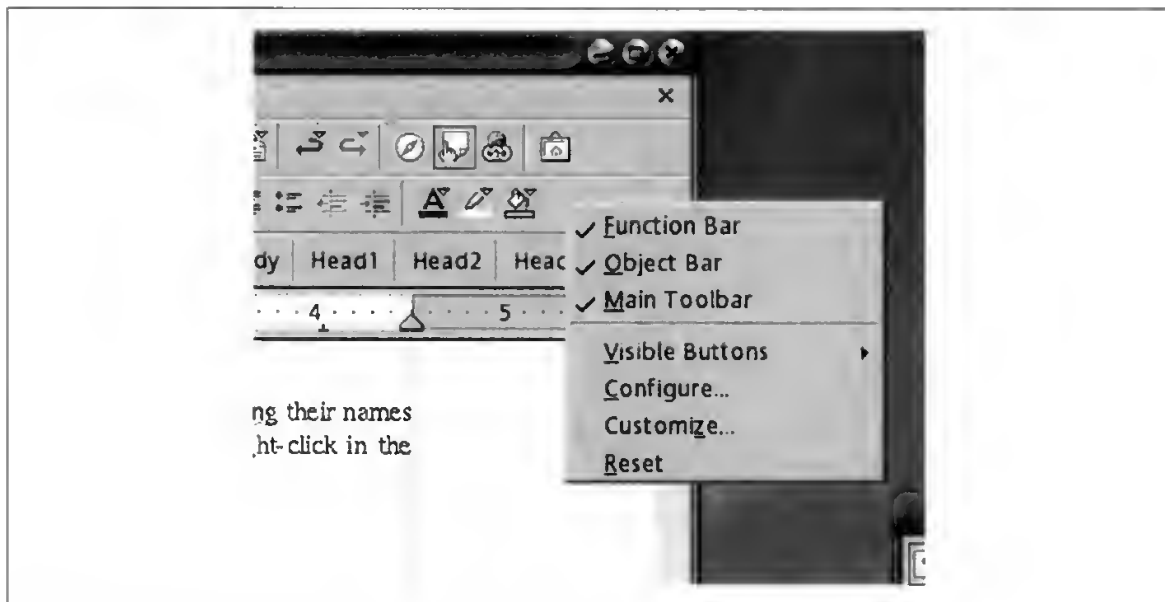 Function Bar
dy Head1 Head2 Heac Object Bar
Main Toolbar
4 5
Visible Buttons
Configure...
ng their names
Customize...
ht-click in the
Reset